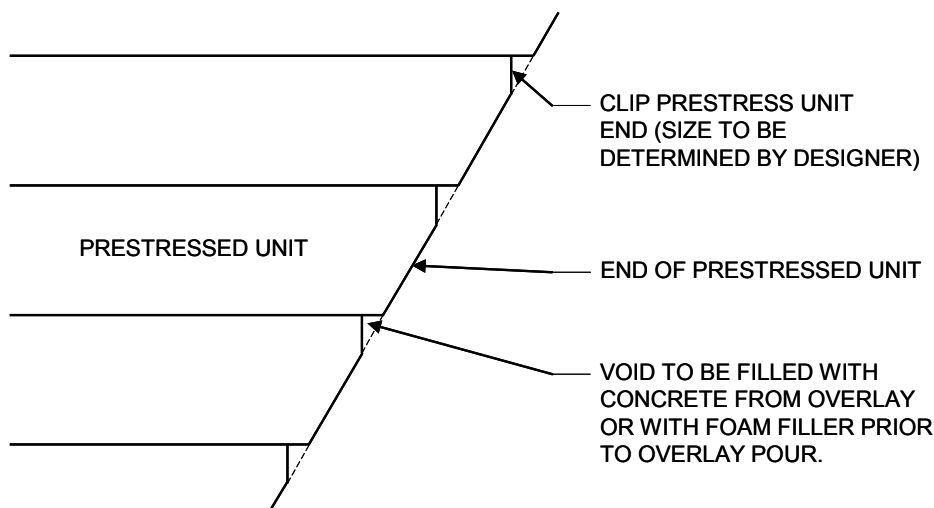 CLIP PRESTRESS UNIT
END (SIZE TO BE
DETERMINED BY DESIGNER)
PRESTRESSED UNIT
END OF PRESTRESSED UNIT
VOID TO BE FILLED WITH
CONCRETE FROM OVERLAY
OR WITH FOAM FILLER PRIOR
TO OVERLAY POUR.